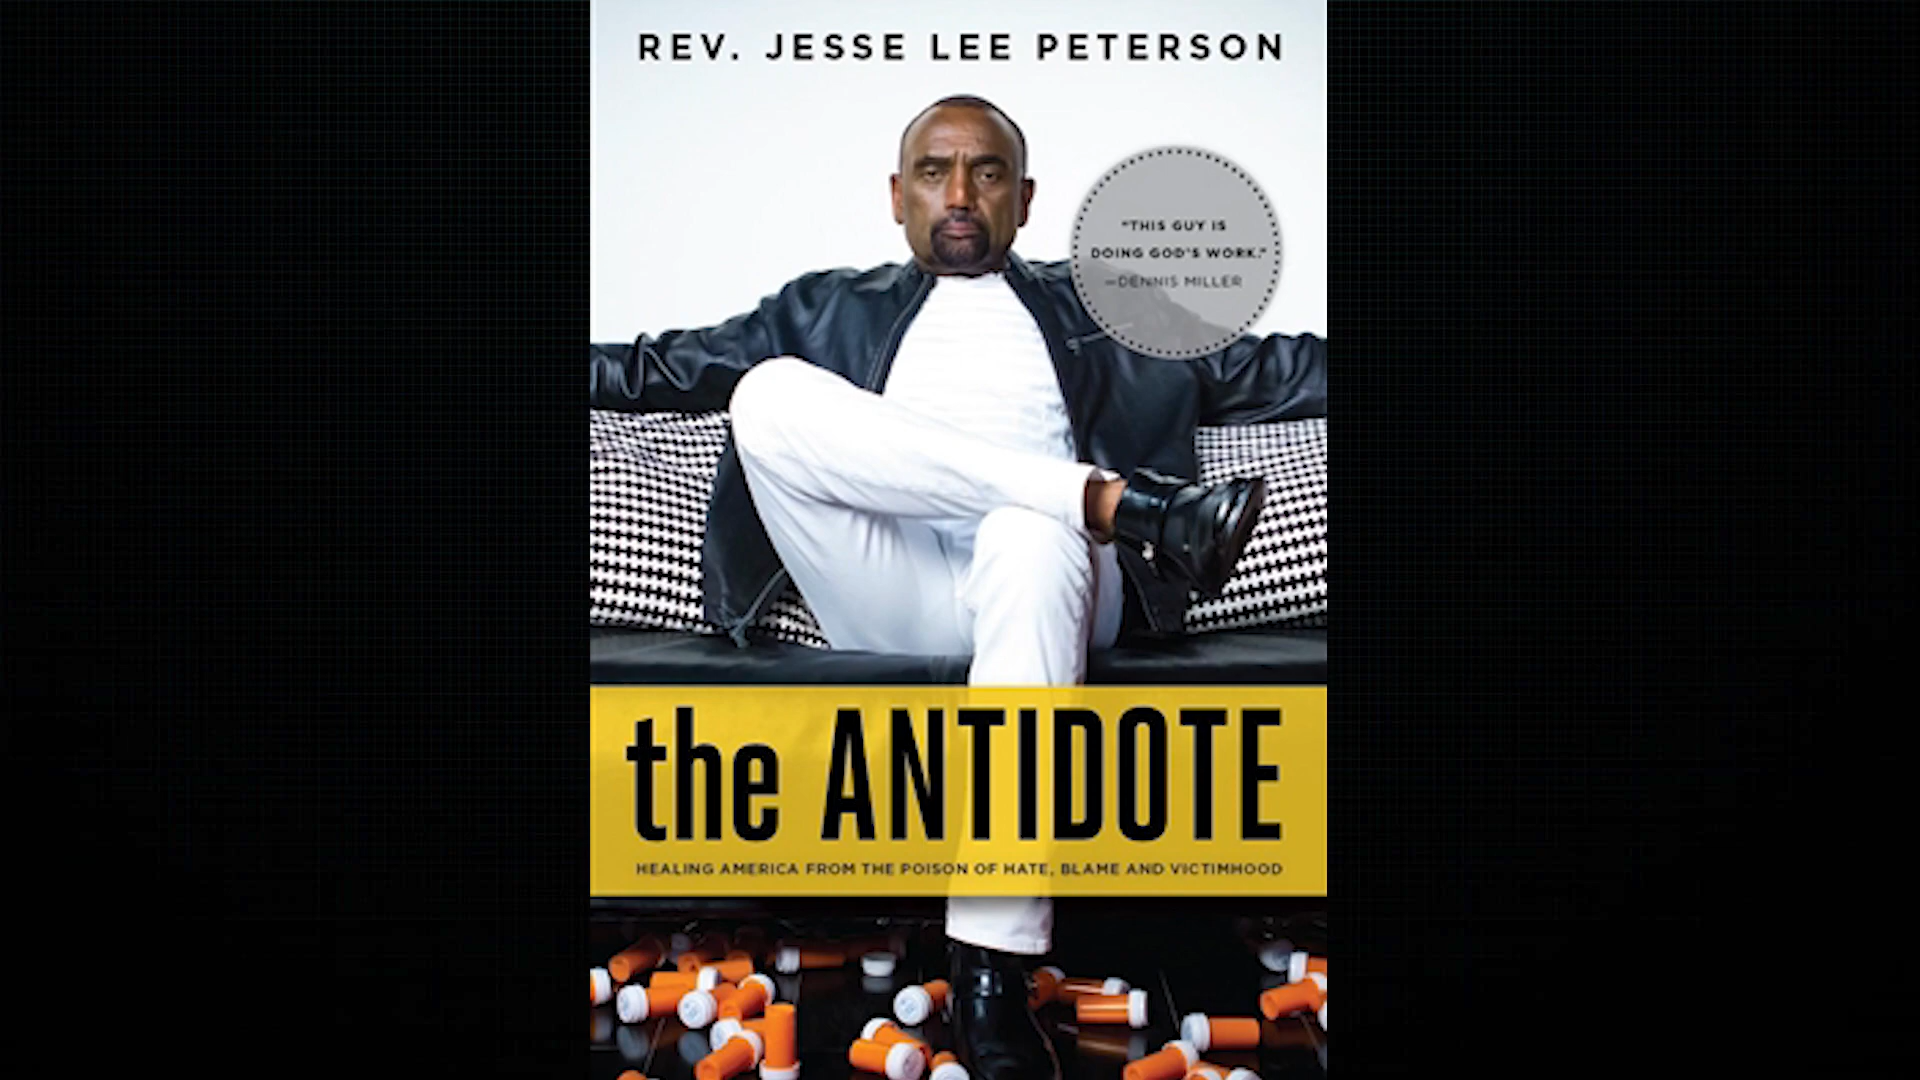 REV. JESSE LEE PETERSON
"THIS GUY IS
DOING GOD'S WORK."
—DENNIS MILLER
the ANTIDOTE
HEALING AMERICA FROM THE POISON OF HATE, BLAME AND VICTIMHOOD